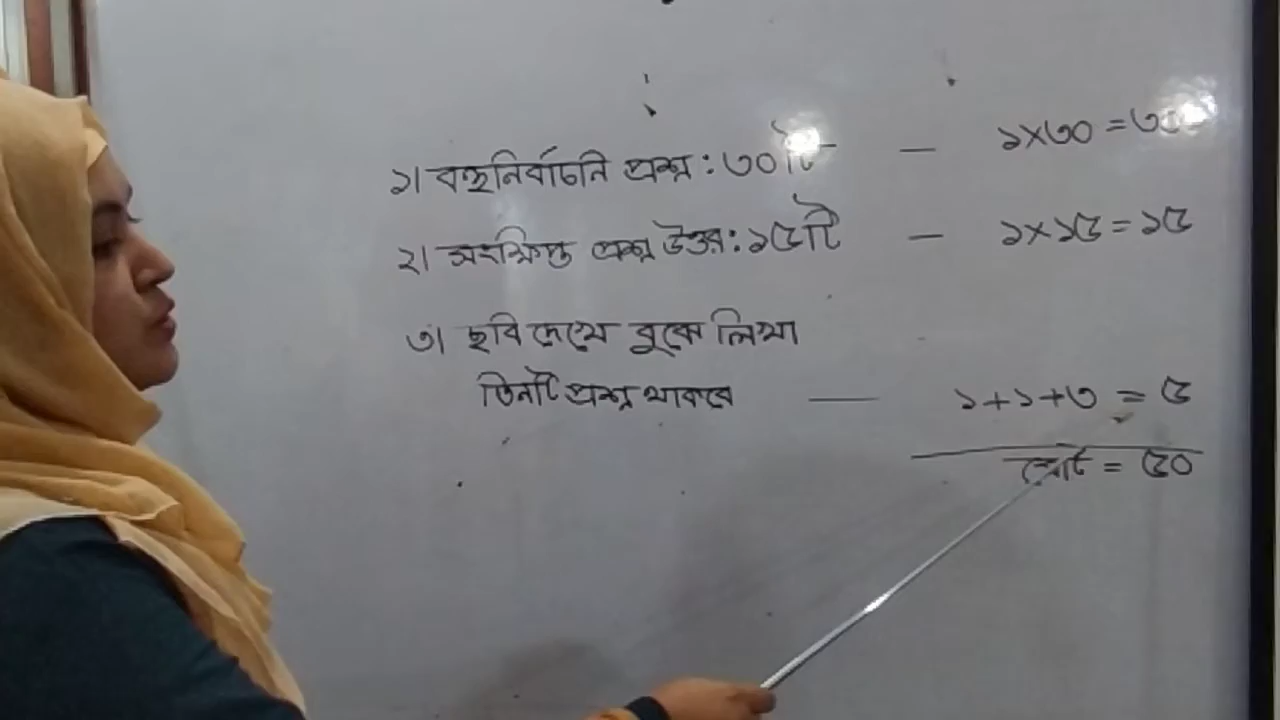 ১। বহুনির্বাচনি প্রশ্ন : ৩০টি — ১×৩০ = ৩০
২। সংক্ষিপ্ত প্রশ্ন উত্তর : ১৫টি — ১×১৫ = ১৫
৩। ছবি দেখে বুঝে লিখা
তিনটি প্রশ্ন থাকবে — ১+১+৩ = ৫
মোট = ৫০